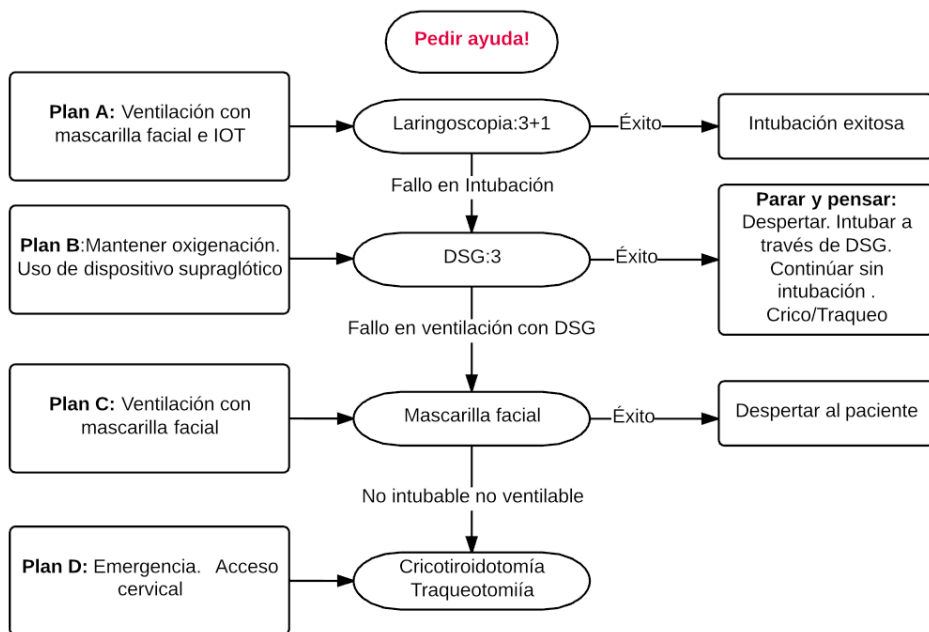 Pedir ayuda!
Plan A: Ventilación con
mascarilla facial e IOT
Laringoscopia:3+1
Éxito
Intubación exitosa
Fallo en Intubación
Plan B:Mantener oxigenación.
Uso de dispositivo supraglótico
DSG:3
Éxito
Parar y pensar:
Despertar. Intubar a
través de DSG.
Continúar sin
intubación .
Crico/Traqueo
Fallo en ventilación con DSG
Plan C: Ventilación con
mascarilla facial
Mascarilla facial
Éxito
Despertar al paciente
No intubable no ventilable
Plan D: Emergencia. Acceso
cervical
Cricotiroidotomía
Traqueotomiía